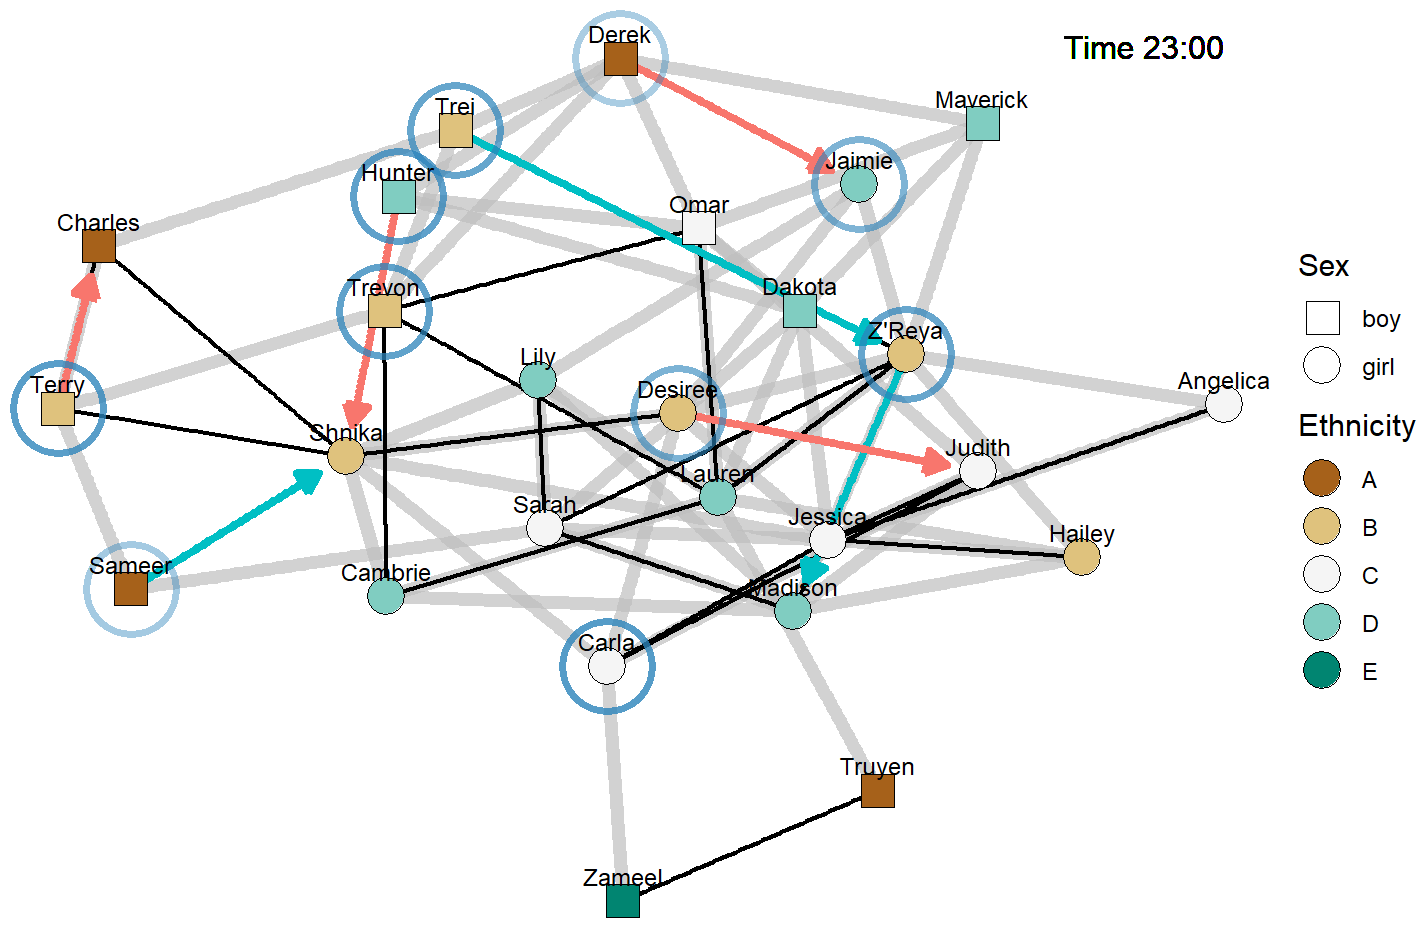 Time 23:00
Derek
Maverick
Trei
Jaimie
Hunter
Omar
Charles
Dakota
Trevon
Z'Reya
Lily
Terry
Desiree
Angelica
Shnika
Judith
Lauren
Sarah
Jessica
Hailey
Sameer
Cambrie
Madison
Carla
Truyen
Zameel
Sex
boy
girl
Ethnicity
A
B
C
D
E